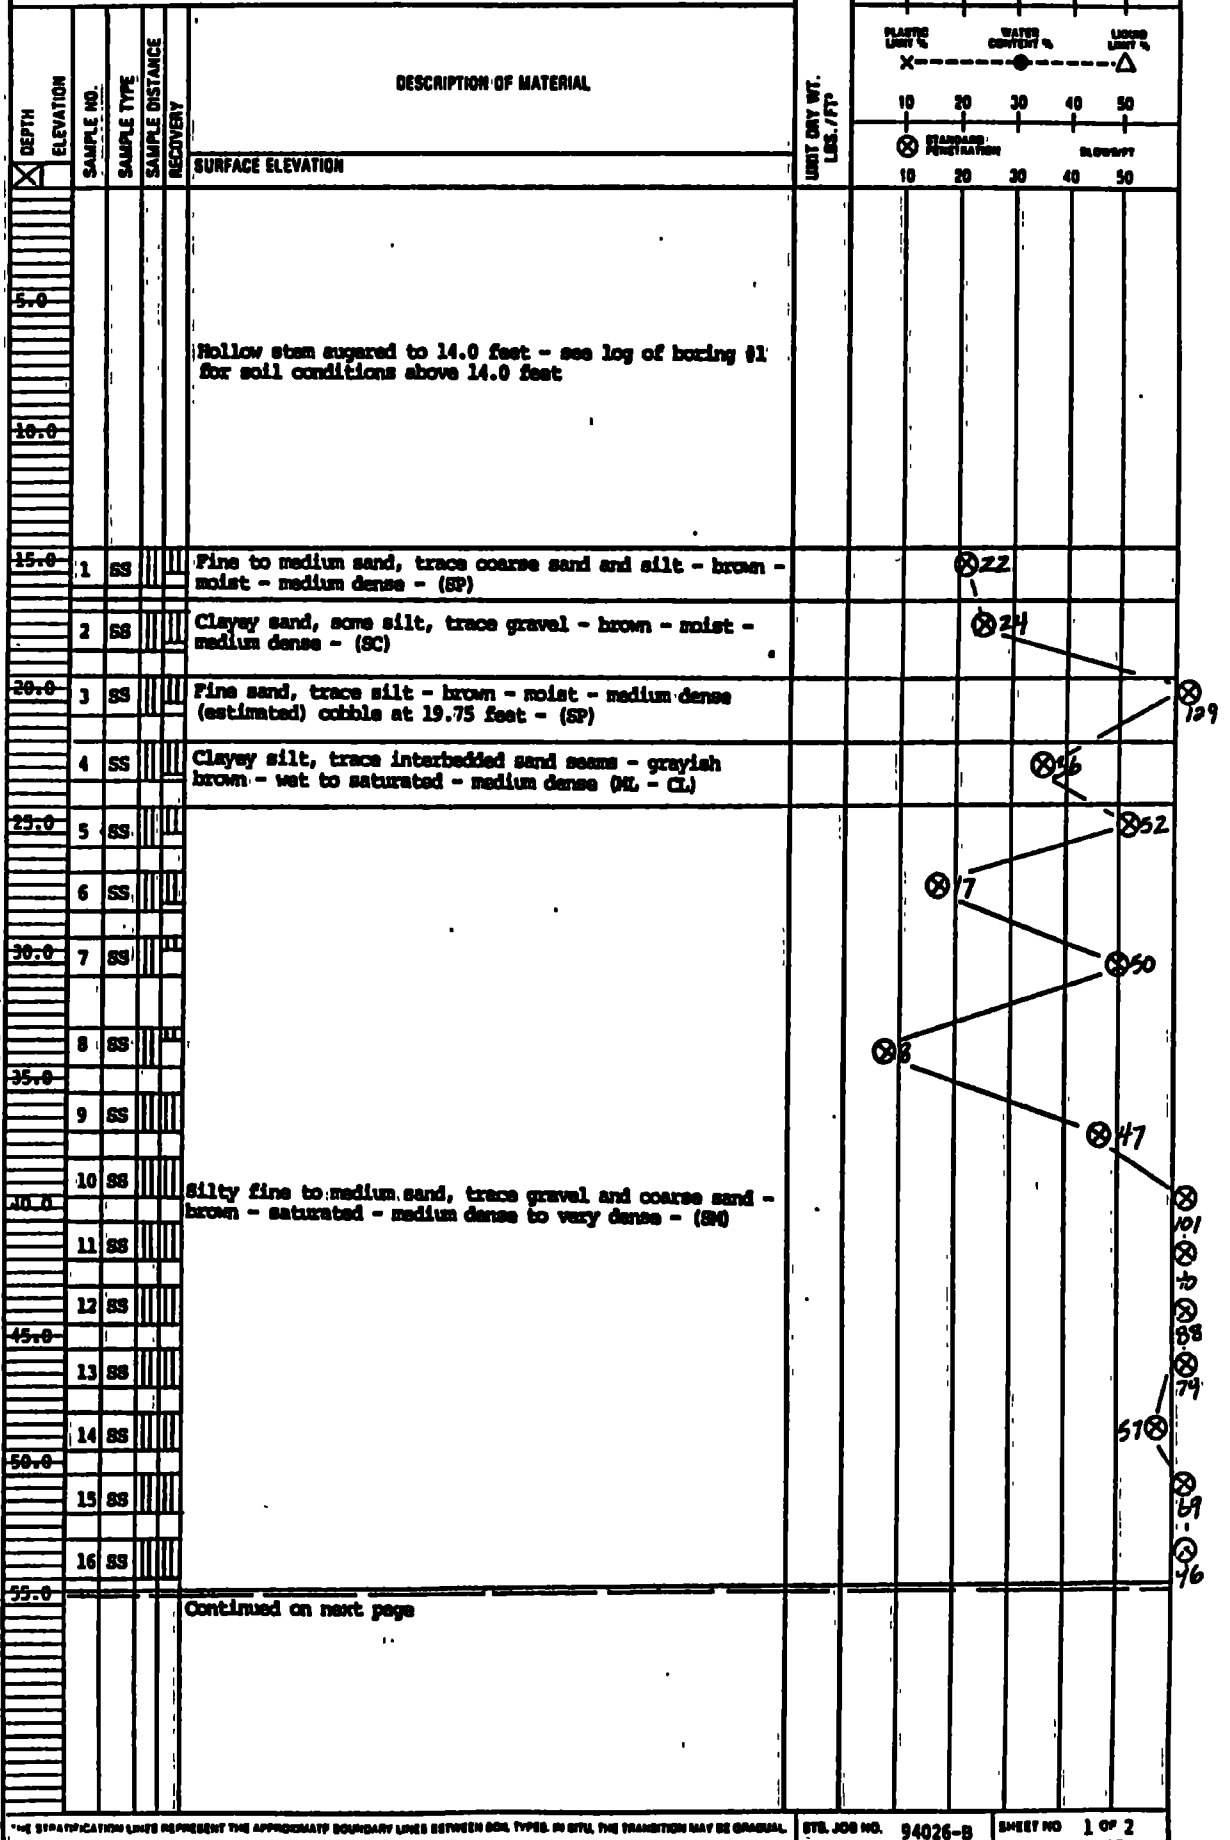 DEPTH
ELEVATION
SAMPLE NO.
SAMPLE TYPE
SAMPLE DISTANCE
RECOVERY
DESCRIPTION OF MATERIAL
SURFACE ELEVATION
UNIT DRY WT.
LBS./FT³
PLASTIC LIMIT % WATER CONTENT % LIQUID LIMIT %
10 20 30 40 50
STANDARD PENETRATION BLOWS/FT
10 20 30 40 50
5.0
Hollow stem augered to 14.0 feet - see log of boring #1
for soil conditions above 14.0 feet
10.0
15.0 1 SS Fine to medium sand, trace coarse sand and silt - brown - 22
moist - medium dense - (SP)
2 SS Clayey sand, some silt, trace gravel - brown - moist - 24
medium dense - (SC)
20.0 3 SS Fine sand, trace silt - brown - moist - medium dense 129
(estimated) cobble at 19.75 feet - (SP)
4 SS Clayey silt, trace interbedded sand seams - grayish 36
brown - wet to saturated - medium dense (ML - CL)
25.0 5 SS 52
6 SS 17
30.0 7 SS 50
8 SS 8
35.0
9 SS 47
10 SS 101
Silty fine to medium sand, trace gravel and coarse sand -
40.0 brown - saturated - medium dense to very dense - (SM)
11 SS
12 SS 88
45.0
13 SS 74
14 SS 57
50.0
15 SS 69
16 SS
55.0
Continued on next page
THE STRATIFICATION LINES REPRESENT THE APPROXIMATE BOUNDARY LINES BETWEEN SOIL TYPES. IN SITU, THE TRANSITION MAY BE GRADUAL.
STS. JOB NO. 94026-B
SHEET NO 1 OF 2